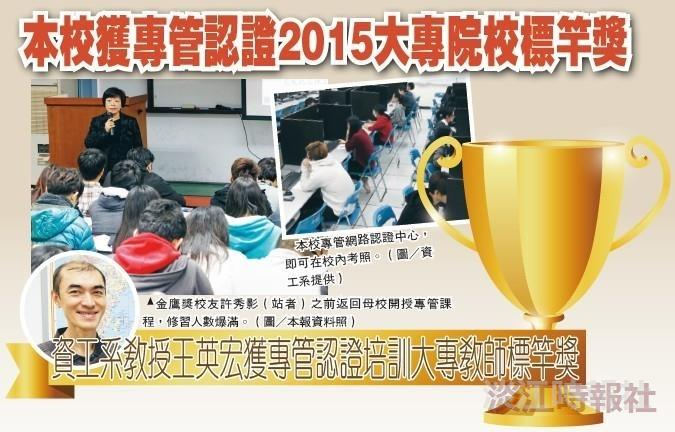 本校獲專管認證2015大專院校標竿獎
本校專管網路認證中心，
即可在校內考照。（圖／資
工系提供）
▲金鷹獎校友許秀影（站者）之前返回母校開授專管課
程，修習人數爆滿。（圖／本報資料照）
資工系教授王英宏獲專管認證培訓大專教師標竿獎
淡江時報社